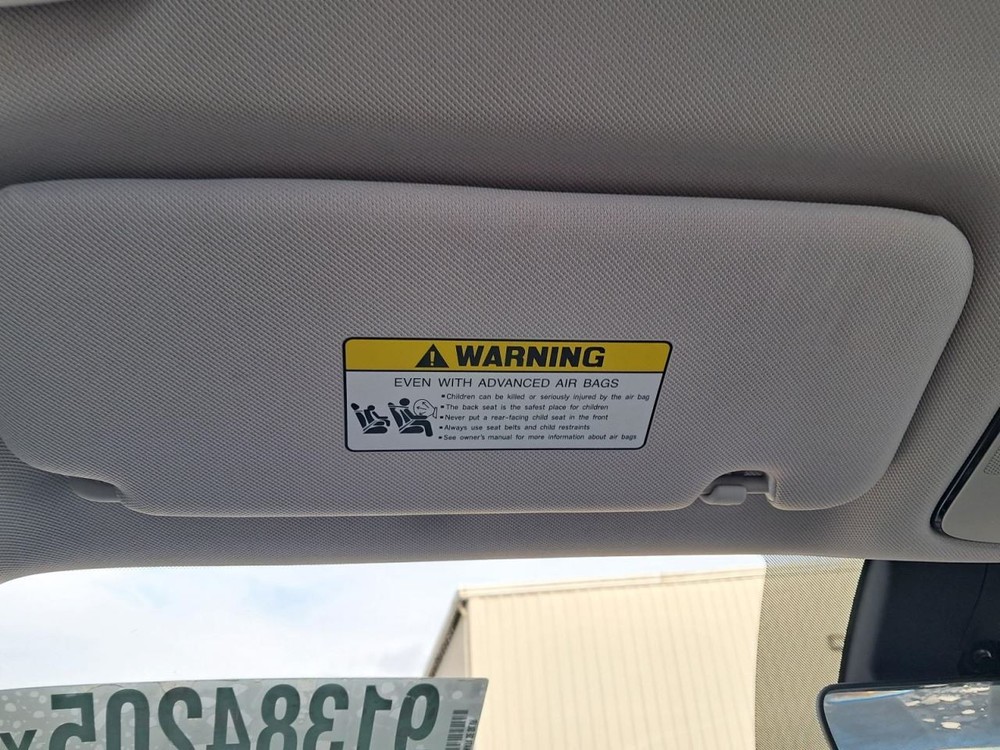 WARNING
EVEN WITH ADVANCED AIR BAGS
•Children can be killed or seriously injured by the air bag
•The back seat is the safest place for children
•Never put a rear-facing child seat in the front
•Always use seat belts and child restraints
•See owner's manual for more information about air bags
91384205x